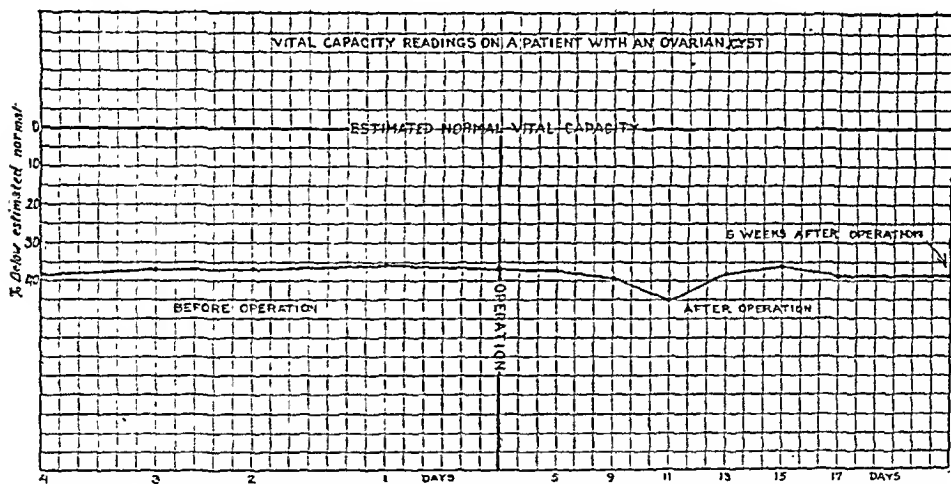 VITAL CAPACITY READINGS ON A PATIENT WITH AN OVARIAN CYST
ESTIMATED NORMAL VITAL CAPACITY
% Below estimated normal
0
10
20
30
40
6 WEEKS AFTER OPERATION
BEFORE OPERATION
OPERATION
AFTER OPERATION
4 3 2 1 DAYS 5 9 11 13 15 17 DAYS